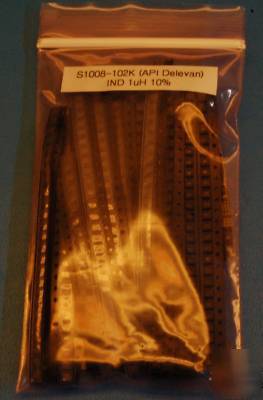 S1008-102K (API Delevan)
IND 1uH 10%